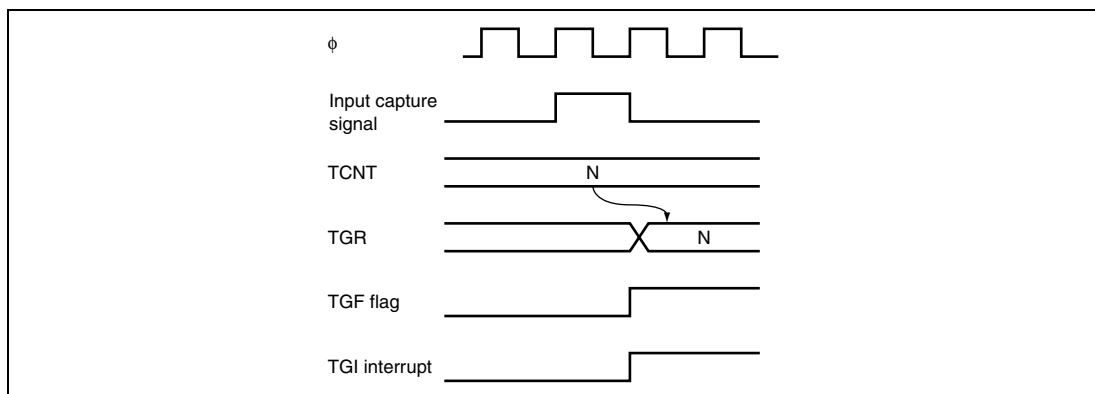 ϕ
Input capture
signal
TCNT
N
TGR
N
TGF flag
TGI interrupt